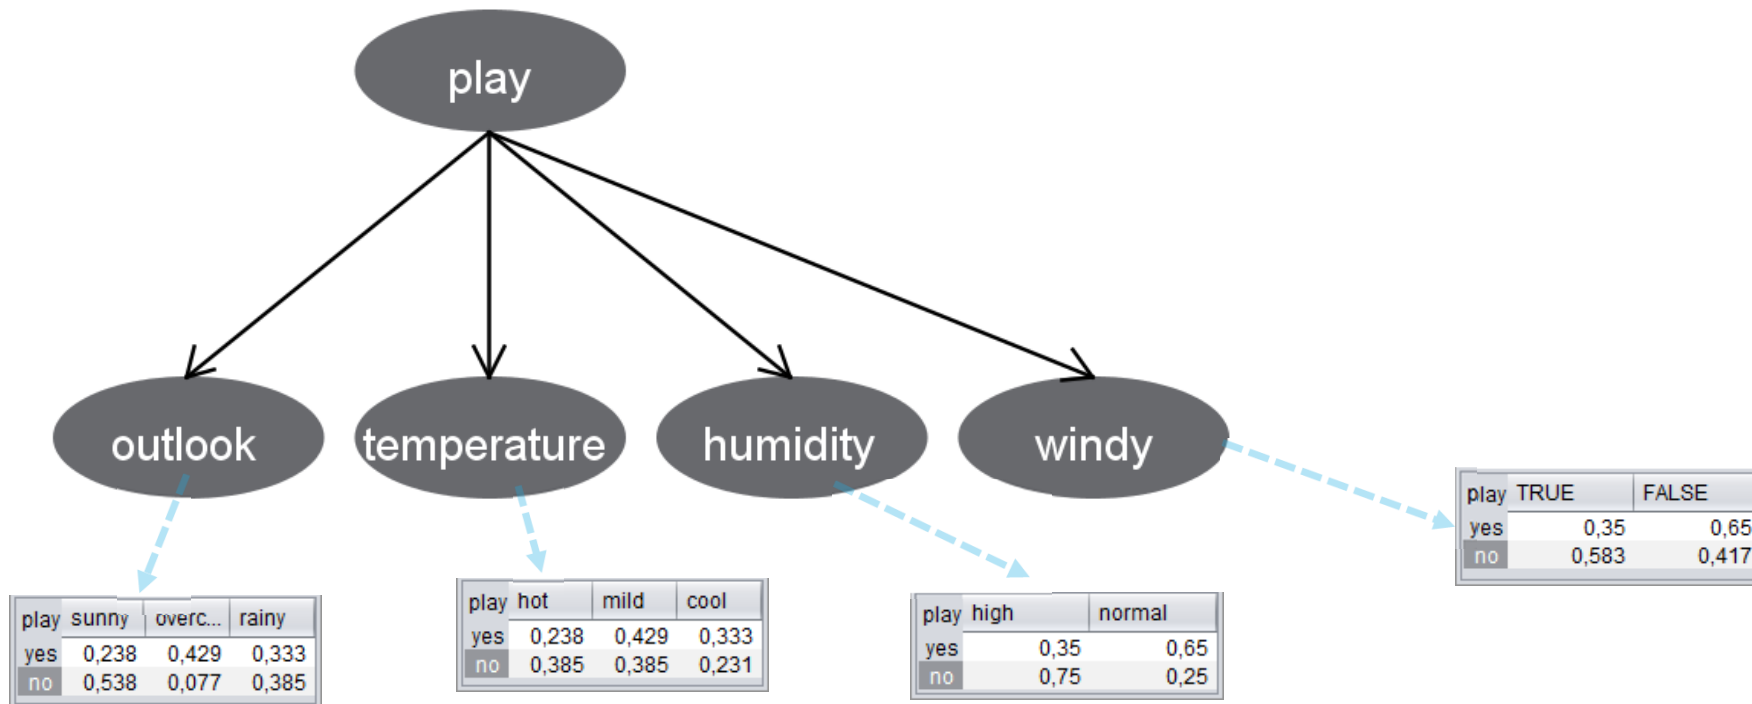 play
outlook temperature humidity windy
play TRUE FALSE
yes 0,35 0,65
no 0,583 0,417
play sunny overc... rainy
yes 0,238 0,429 0,333
no 0,538 0,077 0,385
play hot mild cool
yes 0,238 0,429 0,333
no 0,385 0,385 0,231
play high normal
yes 0,35 0,65
no 0,75 0,25